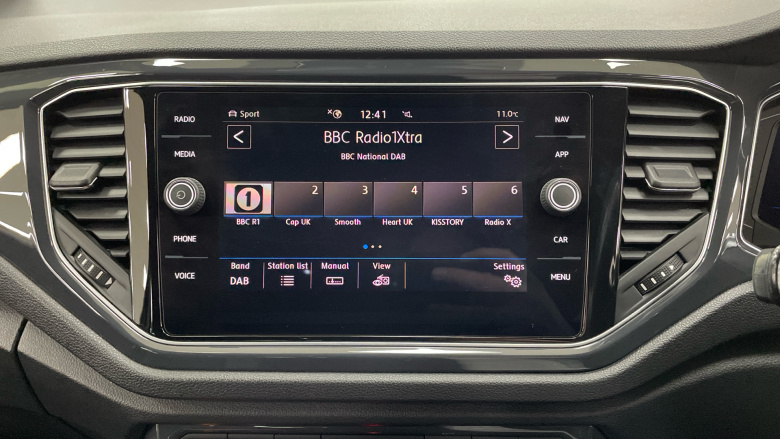 RADIO
MEDIA
PHONE
VOICE
Sport
12:41
11.0°C
< BBC Radio1Xtra >
BBC National DAB
1 2 3 4 5 6
BBC R1 Cap UK Smooth Heart UK KISSTORY Radio X
Band Station list Manual View Settings
DAB
NAV
APP
CAR
MENU